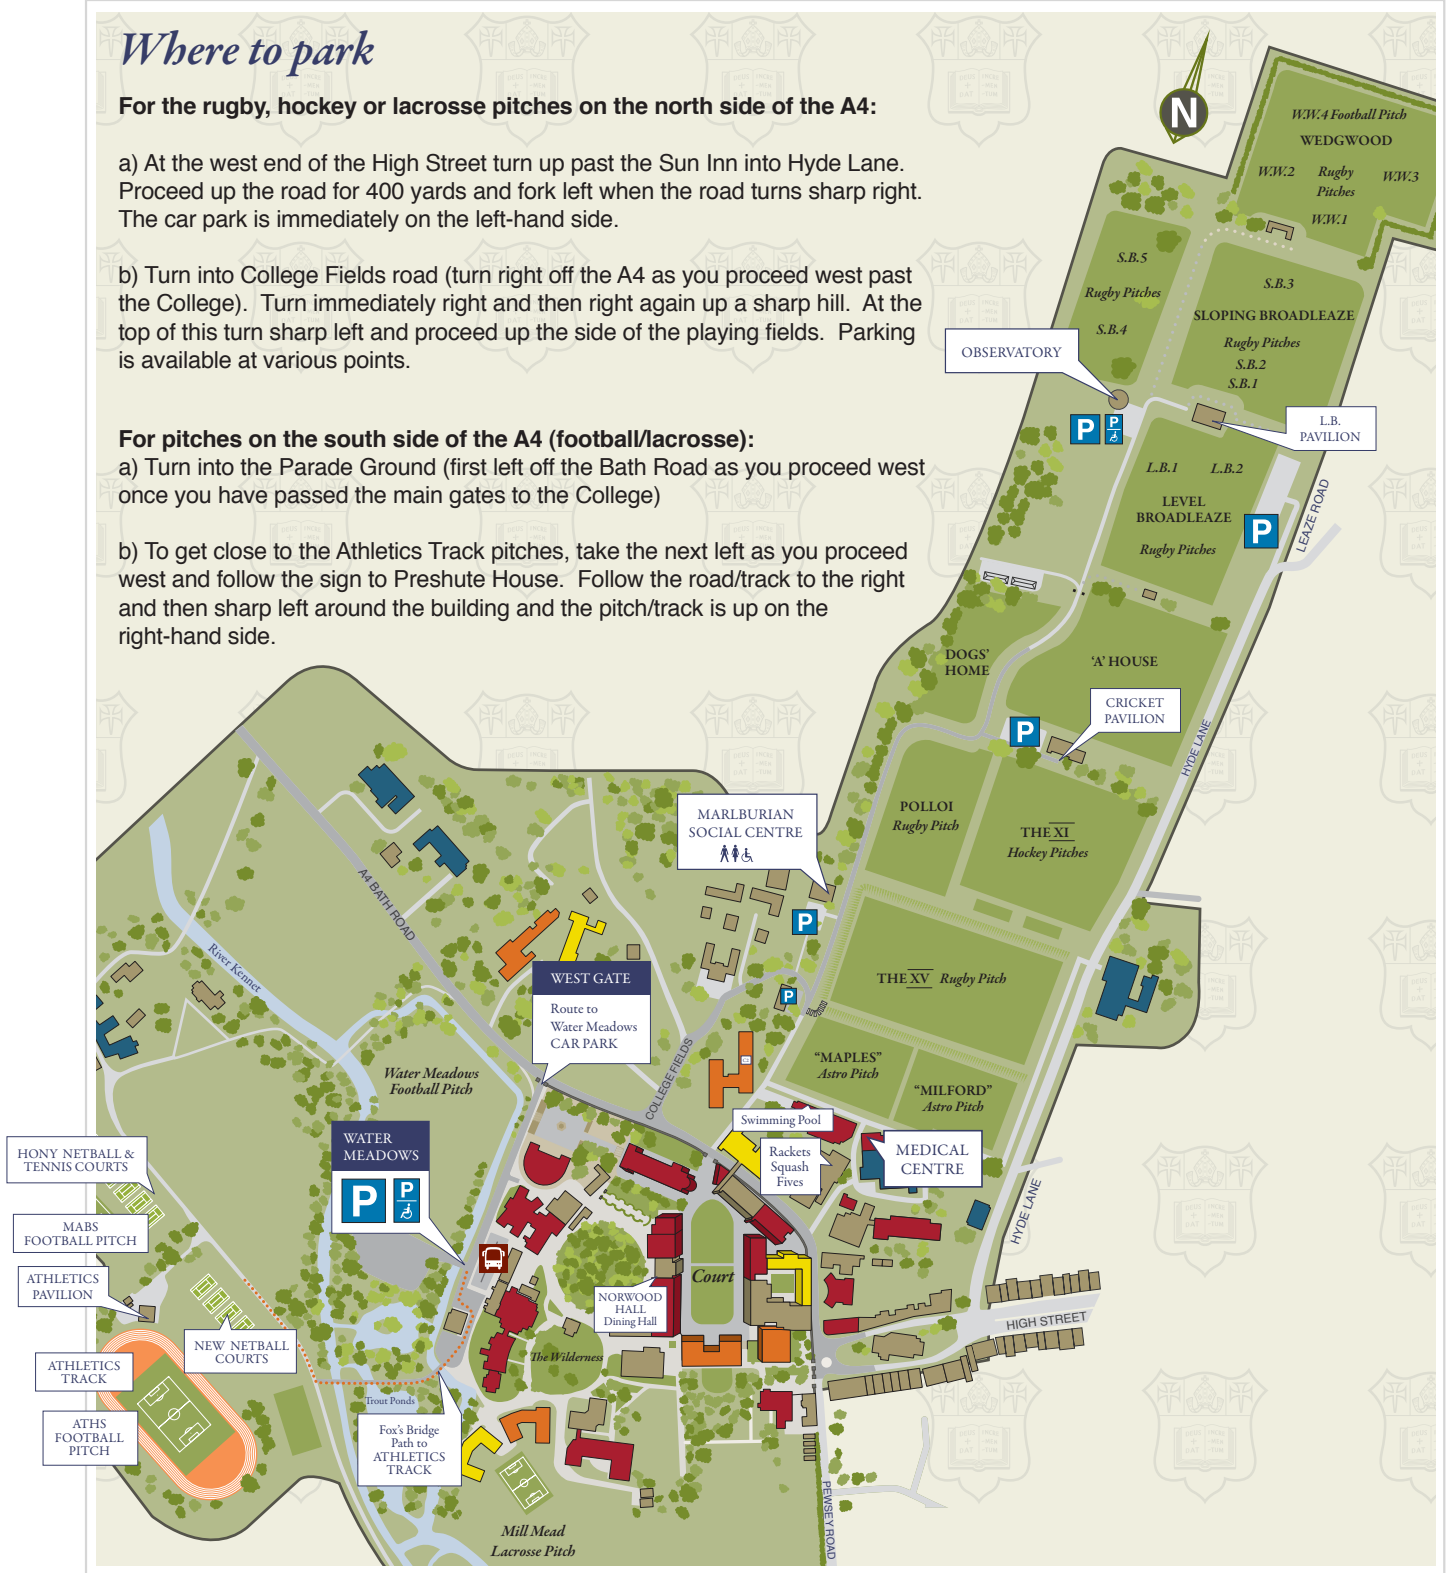 Where to park
For the rugby, hockey or lacrosse pitches on the north side of the A4:
a) At the west end of the High Street turn up past the Sun Inn into Hyde Lane.
Proceed up the road for 400 yards and fork left when the road turns sharp right.
The car park is immediately on the left-hand side.
b) Turn into College Fields road (turn right off the A4 as you proceed west past
the College).  Turn immediately right and then right again up a sharp hill.  At the
top of this turn sharp left and proceed up the side of the playing fields.  Parking
is available at various points.
For pitches on the south side of the A4 (football/lacrosse):
a) Turn into the Parade Ground (first left off the Bath Road as you proceed west
once you have passed the main gates to the College)
b) To get close to the Athletics Track pitches, take the next left as you proceed
west and follow the sign to Preshute House.  Follow the road/track to the right
and then sharp left around the building and the pitch/track is up on the
right-hand side.
N
W.W.4 Football Pitch
WEDGWOOD
W.W.2
Rugby
Pitches
W.W.3
W.W.1
S.B.5
Rugby Pitches
S.B.4
S.B.3
SLOPING BROADLEAZE
Rugby Pitches
S.B.2
S.B.1
OBSERVATORY
P
P
L.B.
PAVILION
L.B.1
L.B.2
LEVEL
BROADLEAZE
Rugby Pitches
P
LEAZE ROAD
DOGS'
HOME
'A' HOUSE
CRICKET
PAVILION
P
HYDE LANE
POLLOI
Rugby Pitch
THE XI
Hockey Pitches
MARLBURIAN
SOCIAL CENTRE
P
A4 BATH ROAD
River Kennet
THE XV Rugby Pitch
WEST GATE
Route to
Water Meadows
CAR PARK
P
COLLEGE FIELDS
"MAPLES"
Astro Pitch
"MILFORD"
Astro Pitch
Water Meadows
Football Pitch
Swimming Pool
Rackets
Squash
Fives
MEDICAL
CENTRE
WATER
MEADOWS
P
P
HONY NETBALL &
TENNIS COURTS
MABS
FOOTBALL PITCH
ATHLETICS
PAVILION
NEW NETBALL
COURTS
ATHLETICS
TRACK
ATHS
FOOTBALL
PITCH
Court
NORWOOD
HALL
Dining Hall
HYDE LANE
HIGH STREET
The Wilderness
Trout Ponds
Fox's Bridge
Path to
ATHLETICS
TRACK
Mill Mead
Lacrosse Pitch
PEWSEY ROAD